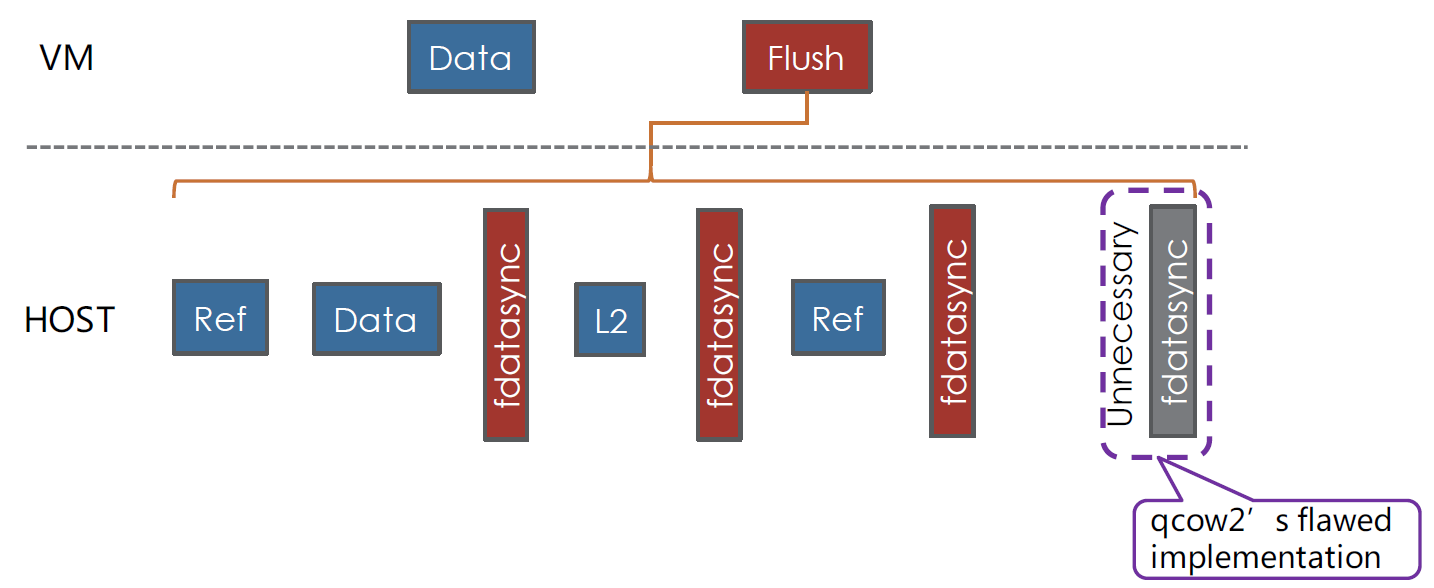 VM
Data
Flush
HOST
Ref
Data
fdatasync
L2
fdatasync
Ref
fdatasync
Unnecessary
fdatasync
qcow2’s flawed
implementation